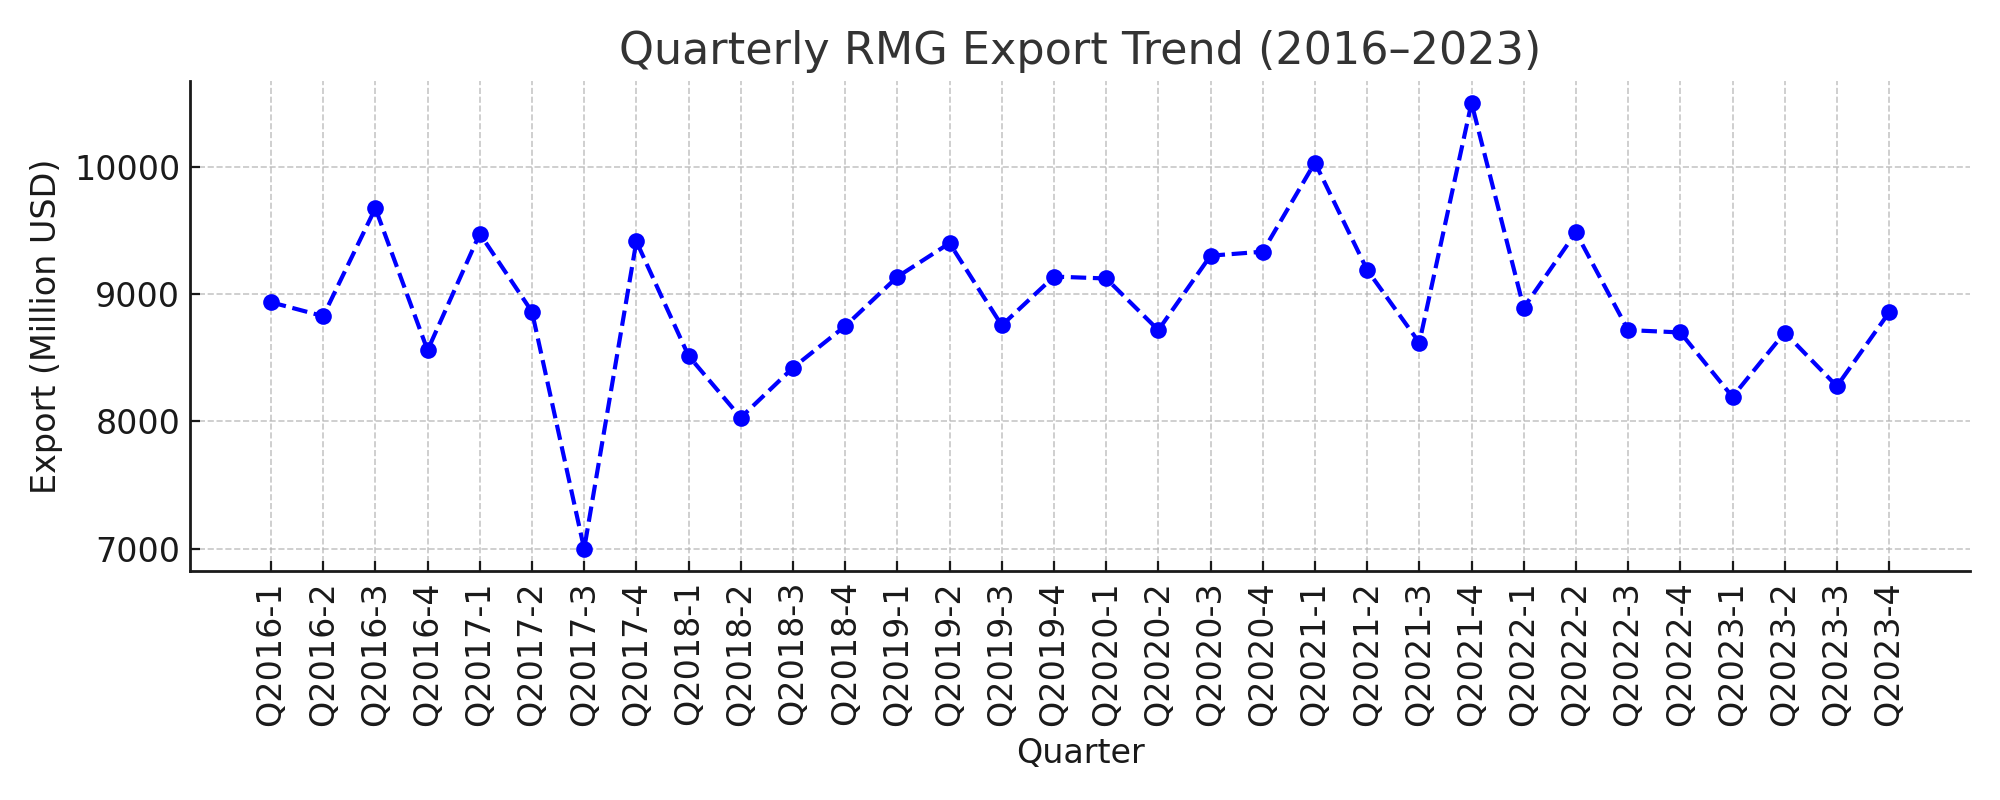 Quarterly RMG Export Trend (2016–2023)
Export (Million USD)
10000
9000
8000
7000
Q2016-1
Q2016-2
Q2016-3
Q2016-4
Q2017-1
Q2017-2
Q2017-3
Q2017-4
Q2018-1
Q2018-2
Q2018-3
Q2018-4
Q2019-1
Q2019-2
Q2019-3
Q2019-4
Q2020-1
Q2020-2
Q2020-3
Q2020-4
Q2021-1
Q2021-2
Q2021-3
Q2021-4
Q2022-1
Q2022-2
Q2022-3
Q2022-4
Q2023-1
Q2023-2
Q2023-3
Q2023-4
Quarter